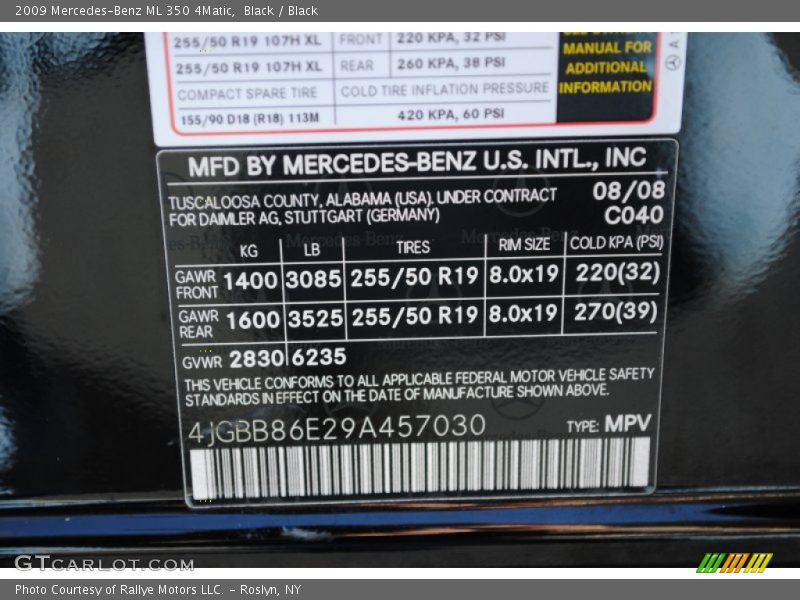 2009 Mercedes-Benz ML 350 4Matic, Black / Black
255/50 R19 107H XL FRONT 220 KPA, 32 PSI
255/50 R19 107H XL REAR 260 KPA, 38 PSI
COMPACT SPARE TIRE COLD TIRE INFLATION PRESSURE
155/90 D18 (R18) 113M 420 KPA, 60 PSI
SEE OWNER'S
MANUAL FOR
ADDITIONAL
INFORMATION
A
MFD BY MERCEDES-BENZ U.S. INTL., INC
TUSCALOOSA COUNTY, ALABAMA (USA). UNDER CONTRACT 08/08
FOR DAIMLER AG, STUTTGART (GERMANY) C040
KG LB TIRES RIM SIZE COLD KPA (PSI)
GAWR FRONT 1400 3085 255/50 R19 8.0x19 220(32)
GAWR REAR 1600 3525 255/50 R19 8.0x19 270(39)
GVWR 2830 6235
THIS VEHICLE CONFORMS TO ALL APPLICABLE FEDERAL MOTOR VEHICLE SAFETY
STANDARDS IN EFFECT ON THE DATE OF MANUFACTURE SHOWN ABOVE.
4JGBB86E29A457030 TYPE: MPV
GTCARLOT.COM
Photo Courtesy of Rallye Motors LLC. - Roslyn, NY